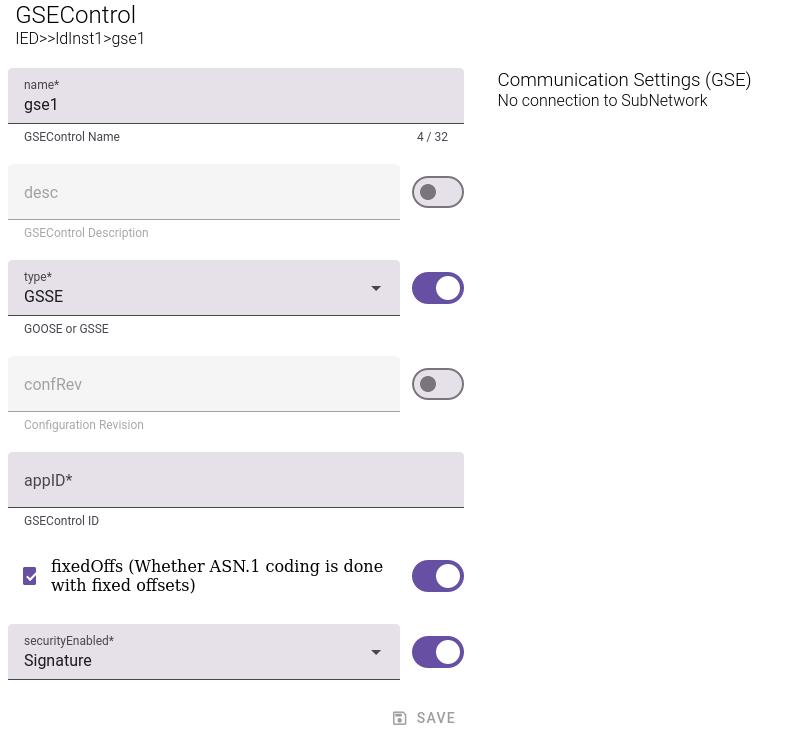 GSEControl
IED>>IdInst1>gse1
name*
gse1
GSEControl Name
4 / 32
desc
GSEControl Description
type*
GSSE
GOOSE or GSSE
confRev
Configuration Revision
appID*
GSEControl ID
fixedOffs (Whether ASN.1 coding is done
with fixed offsets)
securityEnabled*
Signature
SAVE
Communication Settings (GSE)
No connection to SubNetwork